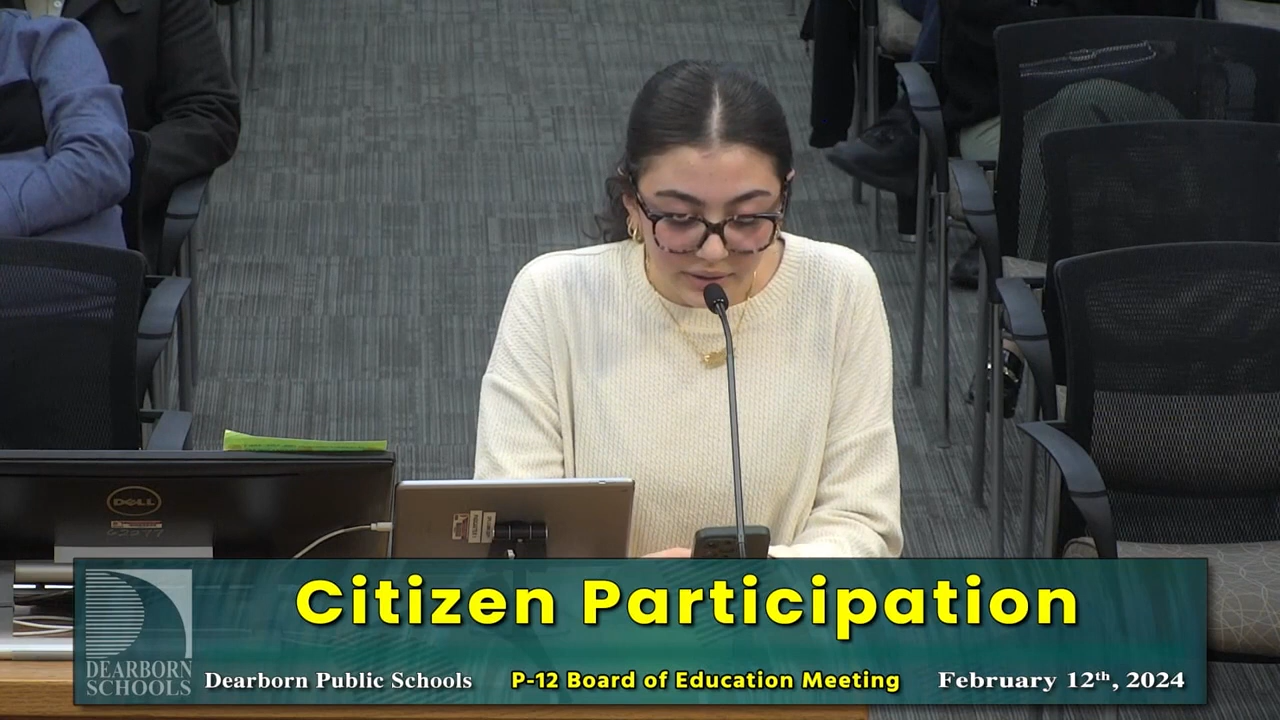 DELL
Citizen Participation
DEARBORN
SCHOOLS
Dearborn Public Schools P-12 Board of Education Meeting February 12th, 2024